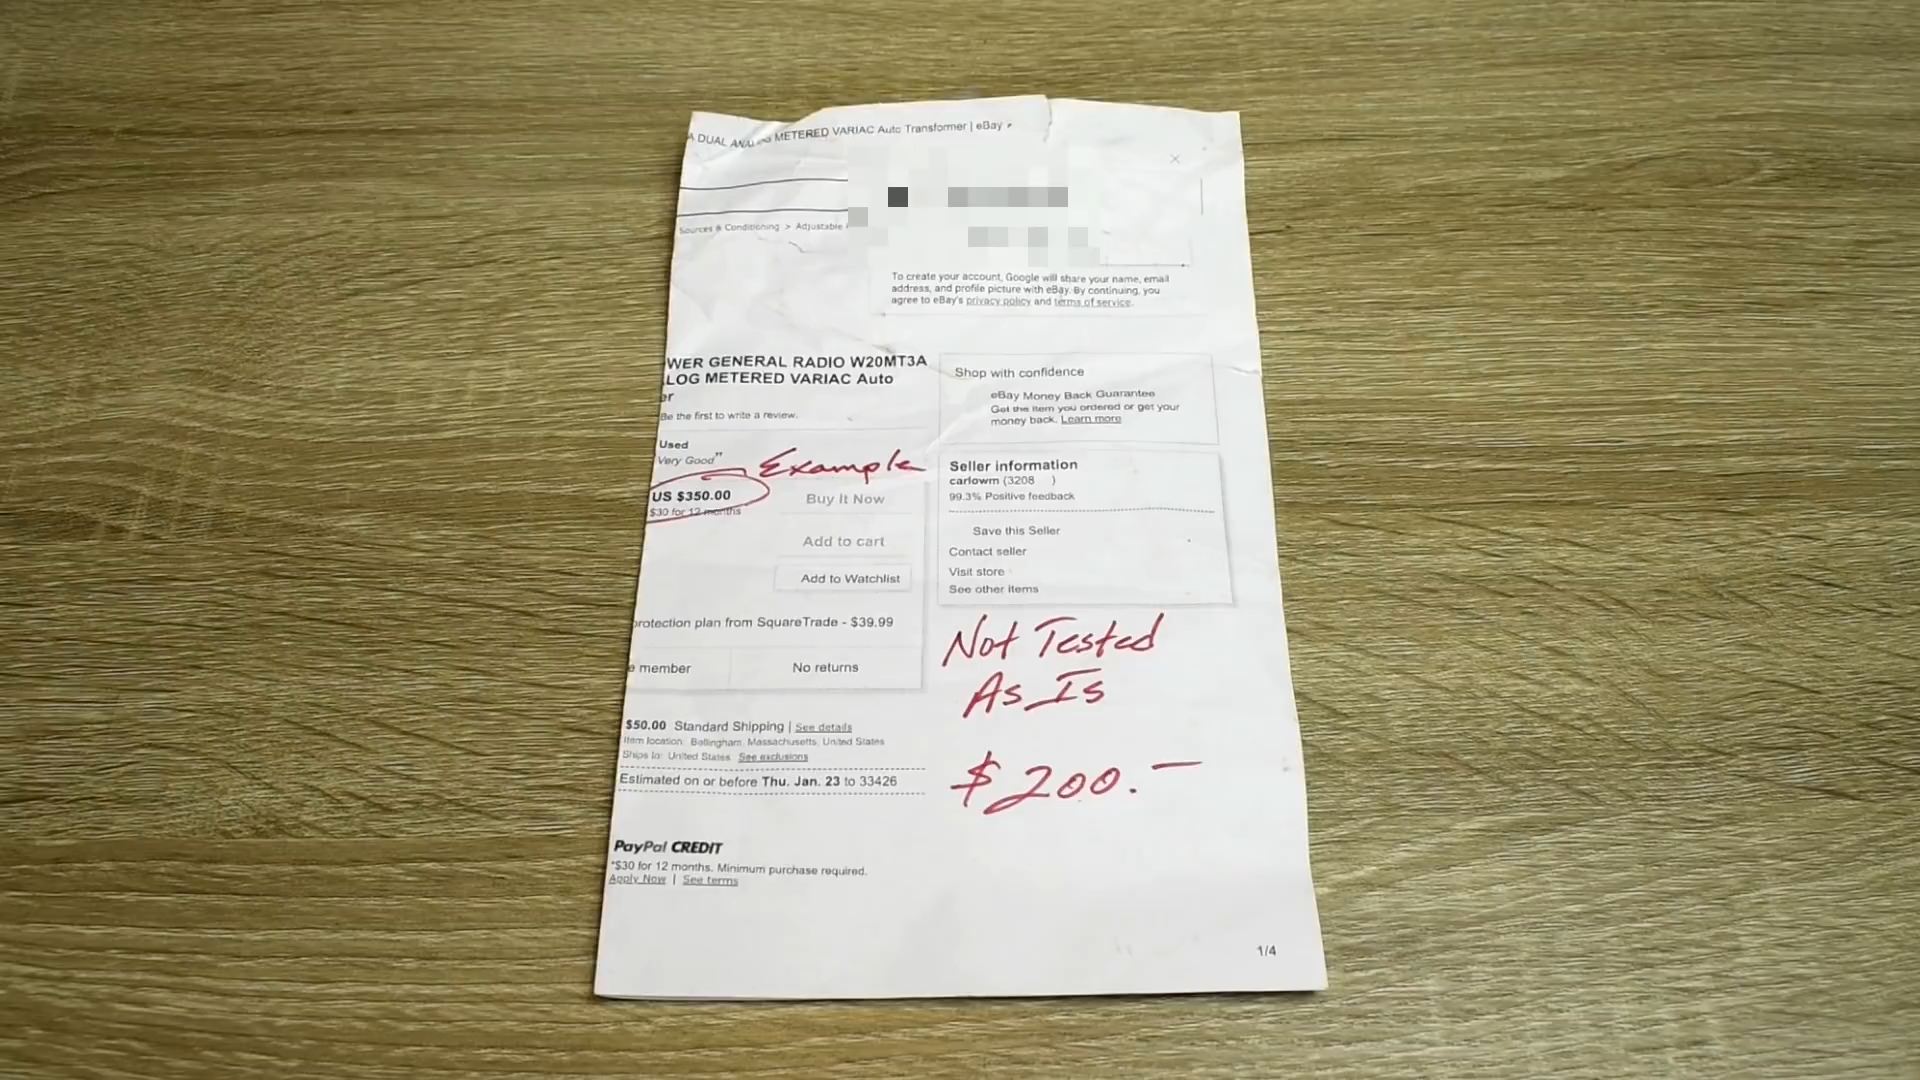 A DUAL ANALOG METERED VARIAC Auto Transformer | eBay
Sources & Conditioning > Adjustable
To create your account, Google will share your name, email
address, and profile picture with eBay. By continuing, you
agree to eBay's privacy policy and terms of service.
WER GENERAL RADIO W20MT3A
LOG METERED VARIAC Auto
er
Be the first to write a review.
Used
Very Good"
Example
US $350.00
$30 for 12 months
Buy It Now
Add to cart
Add to Watchlist
protection plan from SquareTrade - $39.99
e member
No returns
$50.00 Standard Shipping | See details
Item location: Bellingham, Massachusetts, United States
Ships to: United States See exclusions
Estimated on or before Thu. Jan. 23 to 33426
PayPal CREDIT
*$30 for 12 months. Minimum purchase required.
Apply Now | See terms
Shop with confidence
eBay Money Back Guarantee
Get the item you ordered or get your
money back. Learn more
Seller information
carlowm (3208 )
99.3% Positive feedback
Save this Seller
Contact seller
Visit store
See other items
Not Tested
As Is
$200.-
1/4